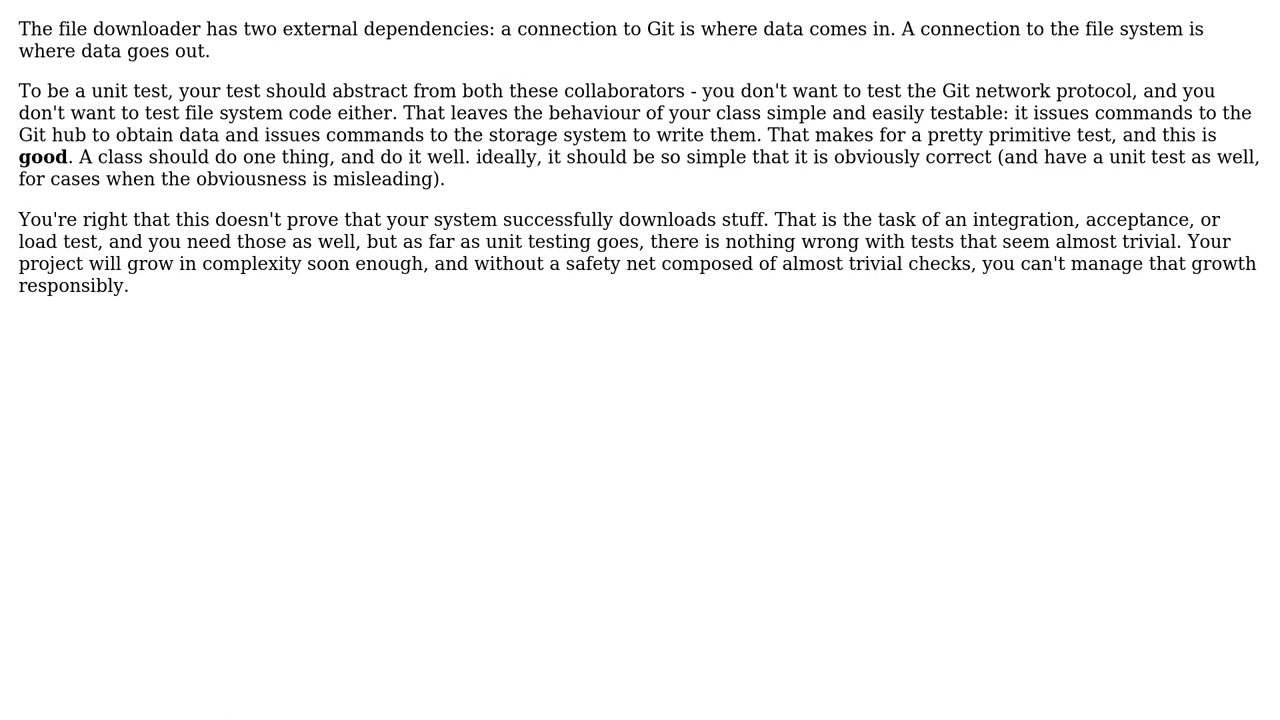 The file downloader has two external dependencies: a connection to Git is where data comes in. A connection to the file system is
where data goes out.
To be a unit test, your test should abstract from both these collaborators - you don't want to test the Git network protocol, and you
don't want to test file system code either. That leaves the behaviour of your class simple and easily testable: it issues commands to the
Git hub to obtain data and issues commands to the storage system to write them. That makes for a pretty primitive test, and this is
good. A class should do one thing, and do it well. ideally, it should be so simple that it is obviously correct (and have a unit test as well,
for cases when the obviousness is misleading).
You're right that this doesn't prove that your system successfully downloads stuff. That is the task of an integration, acceptance, or
load test, and you need those as well, but as far as unit testing goes, there is nothing wrong with tests that seem almost trivial. Your
project will grow in complexity soon enough, and without a safety net composed of almost trivial checks, you can't manage that growth
responsibly.